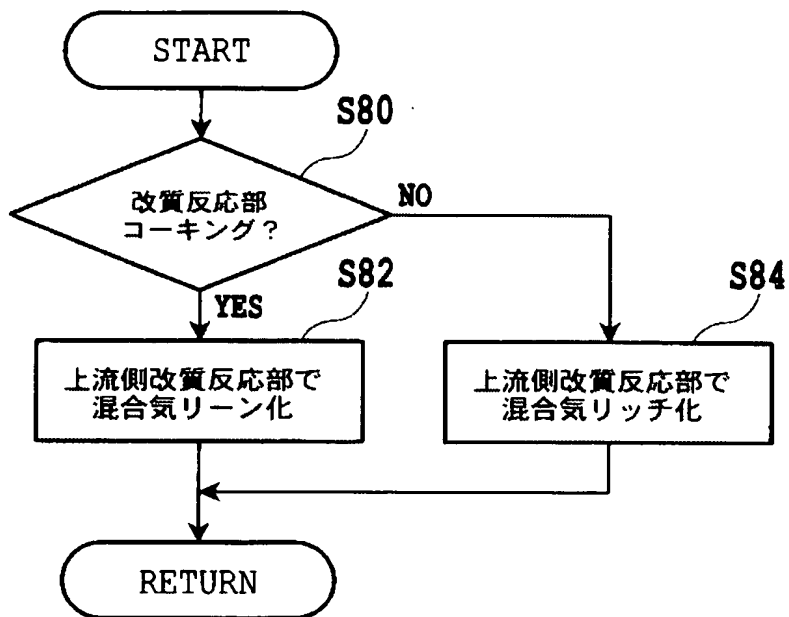 START
S80
改質反応部
コーキング？
NO
YES
S82
上流側改質反応部で
混合気リーン化
S84
上流側改質反応部で
混合気リッチ化
RETURN